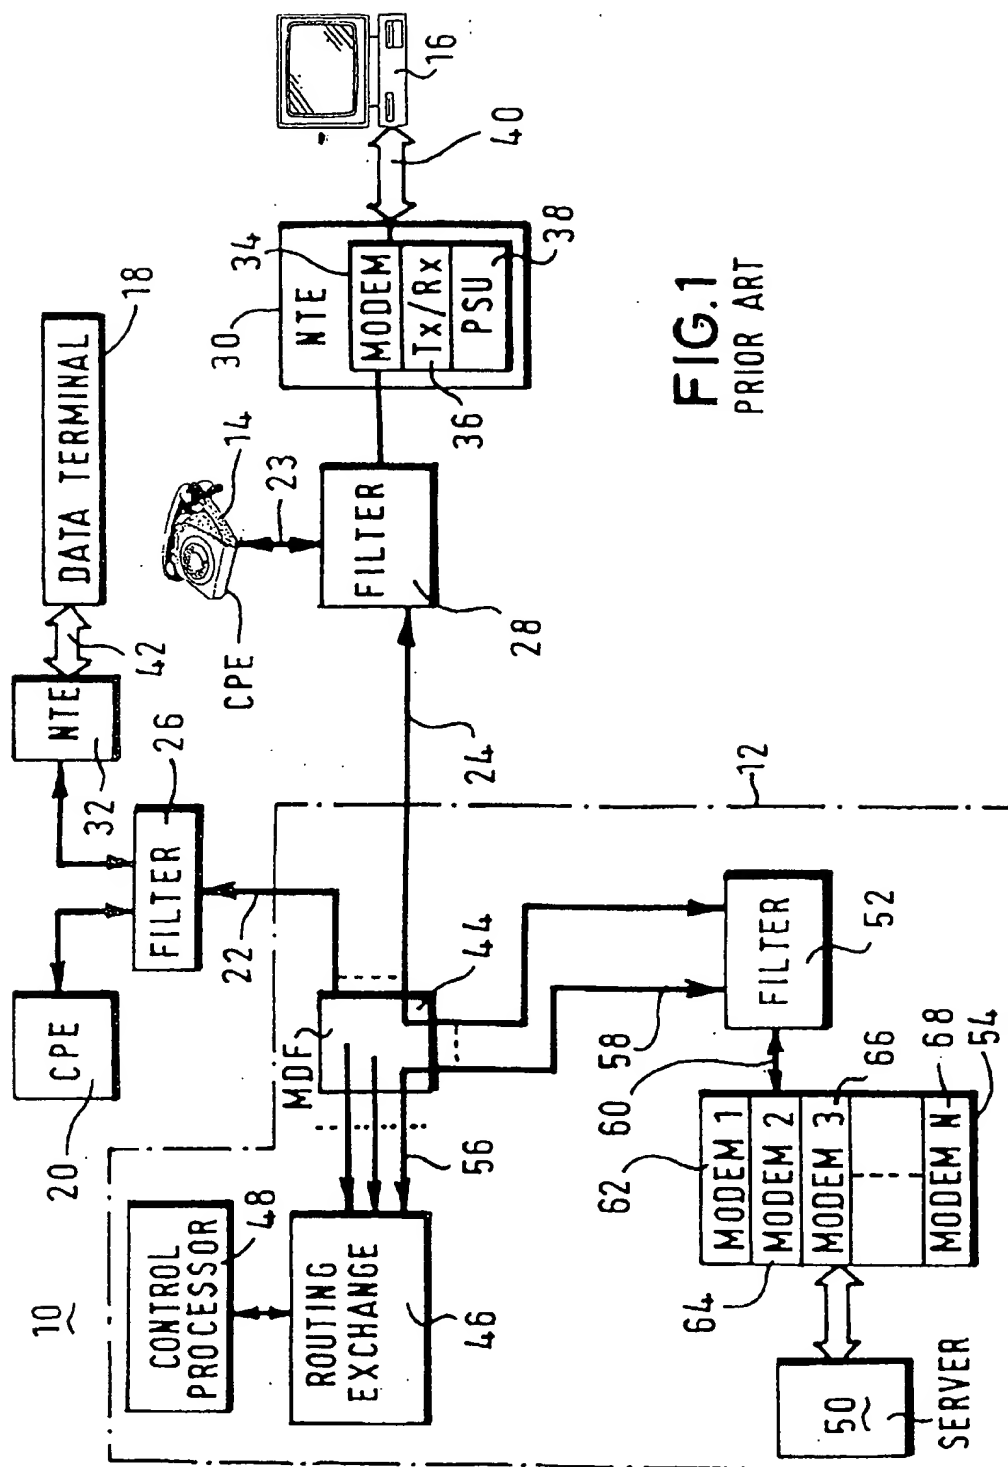 10
CONTROL
PROCESSOR
48
20
CPE
ROUTING
EXCHANGE
46
56
MDF
44
22
FILTER
26
32
NTE
42
DATA TERMINAL
18
12
24
CPE
14
23
FILTER
28
30
NTE
34
MODEM
Tx/Rx
PSU
36
38
40
16
SERVER
50
62
MODEM 1
MODEM 2
MODEM 3
MODEM N
64
66
68
54
60
58
FILTER
52
FIG.1
PRIOR ART